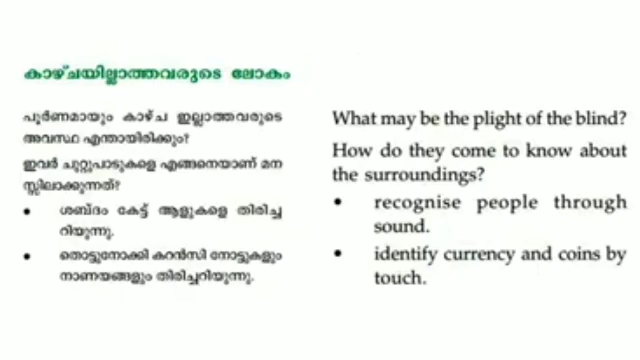 കാഴ്ചയില്ലാത്തവരുടെ ലോകം
പൂർണമായും കാഴ്ച ഇല്ലാത്തവരുടെ
അവസ്ഥ എന്തായിരിക്കും?
ഇവർ ചുറ്റുപാടുകളെ എങ്ങനെയാണ് മന
സ്സിലാക്കുന്നത്?
• ശബ്ദം കേട്ട് ആളുകളെ തിരിച്ച
റിയുന്നു.
• തൊട്ടുനോക്കി കറൻസി നോട്ടുകളും
നാണയങ്ങളും തിരിച്ചറിയുന്നു.
What may be the plight of the blind?
How do they come to know about
the surroundings?
• recognise people through
sound.
• identify currency and coins by
touch.